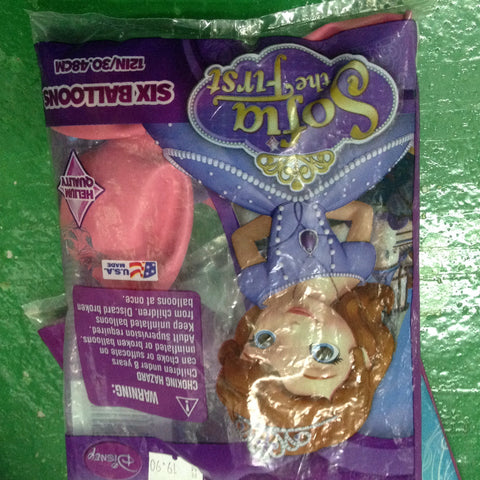 Sofia
the First
SIX BALLOONS
12IN/30.48CM
HELIUM
QUALITY
U.S.A.
MADE
WARNING:
CHOKING HAZARD
Children under 8 years
can choke or suffocate on
uninflated or broken balloons.
Adult supervision required.
Keep uninflated balloons
from children. Discard broken
balloons at once.
DISNEY
19.90